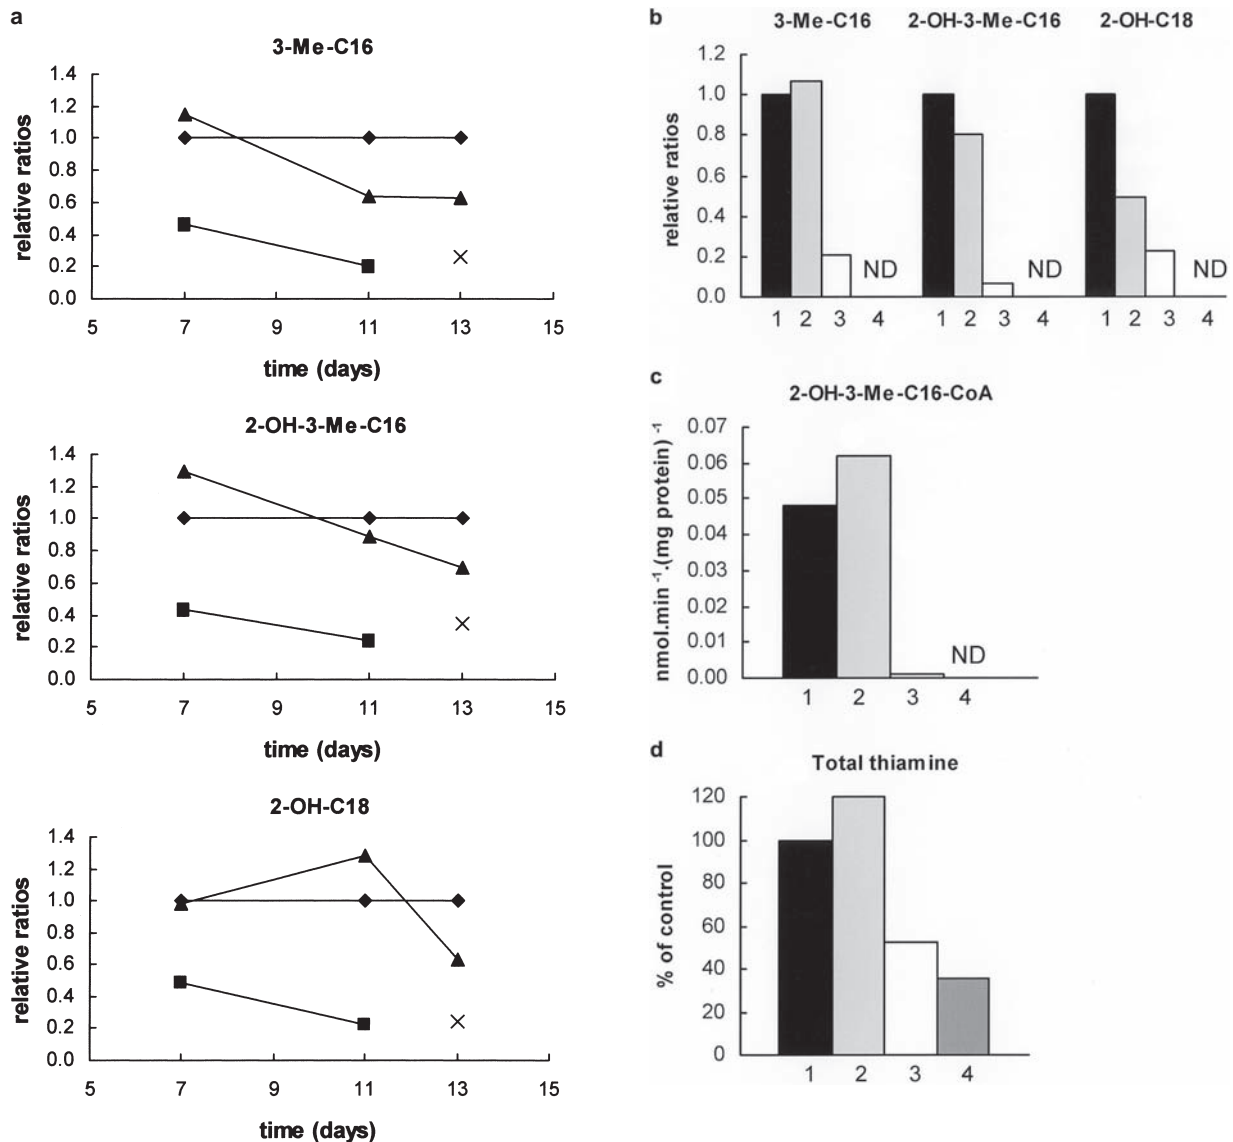 a
3-Me-C16
relative ratios
1.4
1.2
1.0
0.8
0.6
0.4
0.2
0.0
5 7 9 11 13 15
time (days)
2-OH-3-Me-C16
relative ratios
1.4
1.2
1.0
0.8
0.6
0.4
0.2
0.0
5 7 9 11 13 15
time (days)
2-OH-C18
relative ratios
1.4
1.2
1.0
0.8
0.6
0.4
0.2
0.0
5 7 9 11 13 15
time (days)
b
3-Me-C16 2-OH-3-Me-C16 2-OH-C18
relative ratios
1.2
1.0
0.8
0.6
0.4
0.2
0.0
ND ND ND
1 2 3 4 1 2 3 4 1 2 3 4
c
2-OH-3-Me-C16-CoA
nmol.min -1.(mg protein) -1
0.07
0.06
0.05
0.04
0.03
0.02
0.01
0.00
ND
1 2 3 4
d
Total thiamine
% of control
120
100
80
60
40
20
0
1 2 3 4